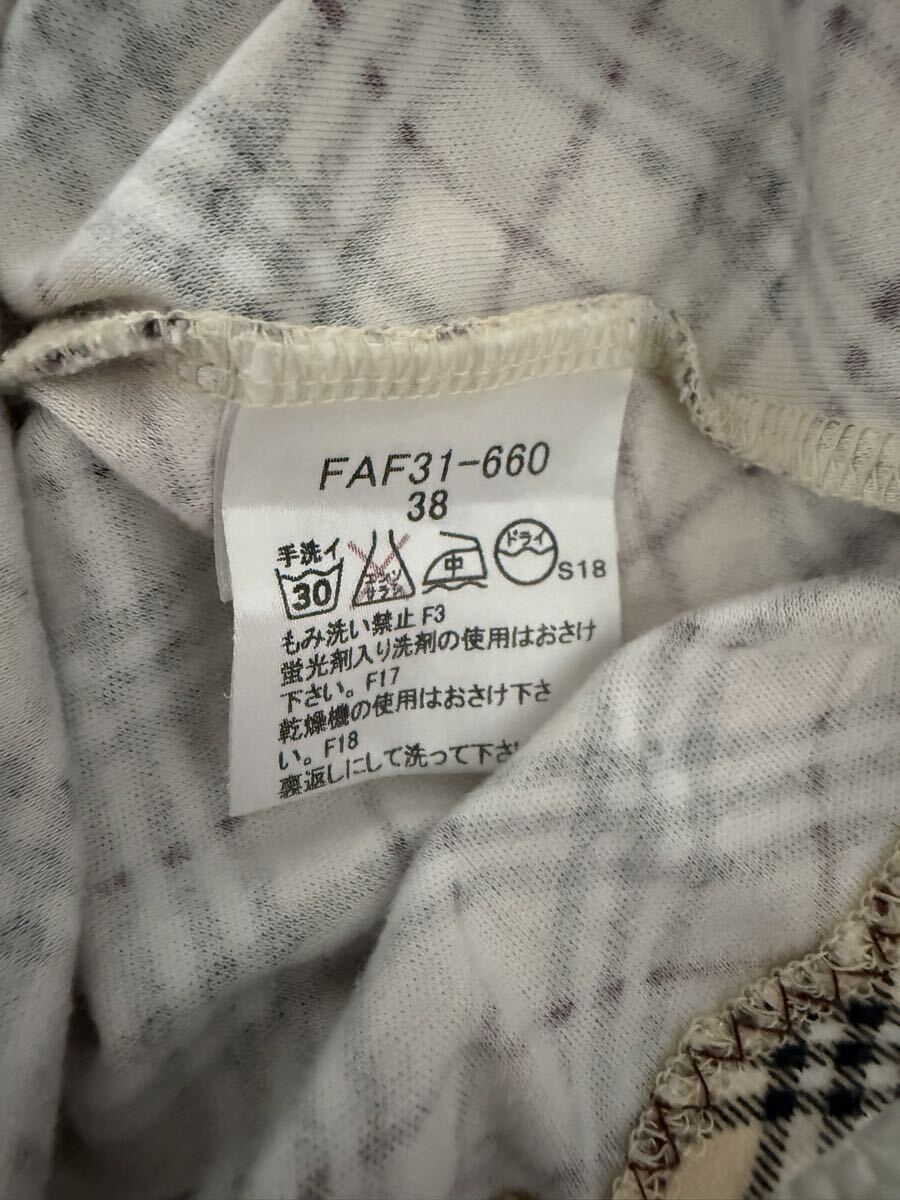 FAF31-660
38
手洗イ
30
エンソ
サラシ
中
ドライ
S18
もみ洗い禁止 F3
蛍光剤入り洗剤の使用はおさけ
下さい。F17
乾燥機の使用はおさけ下さ
い。F18
裏返しにして洗って下さい